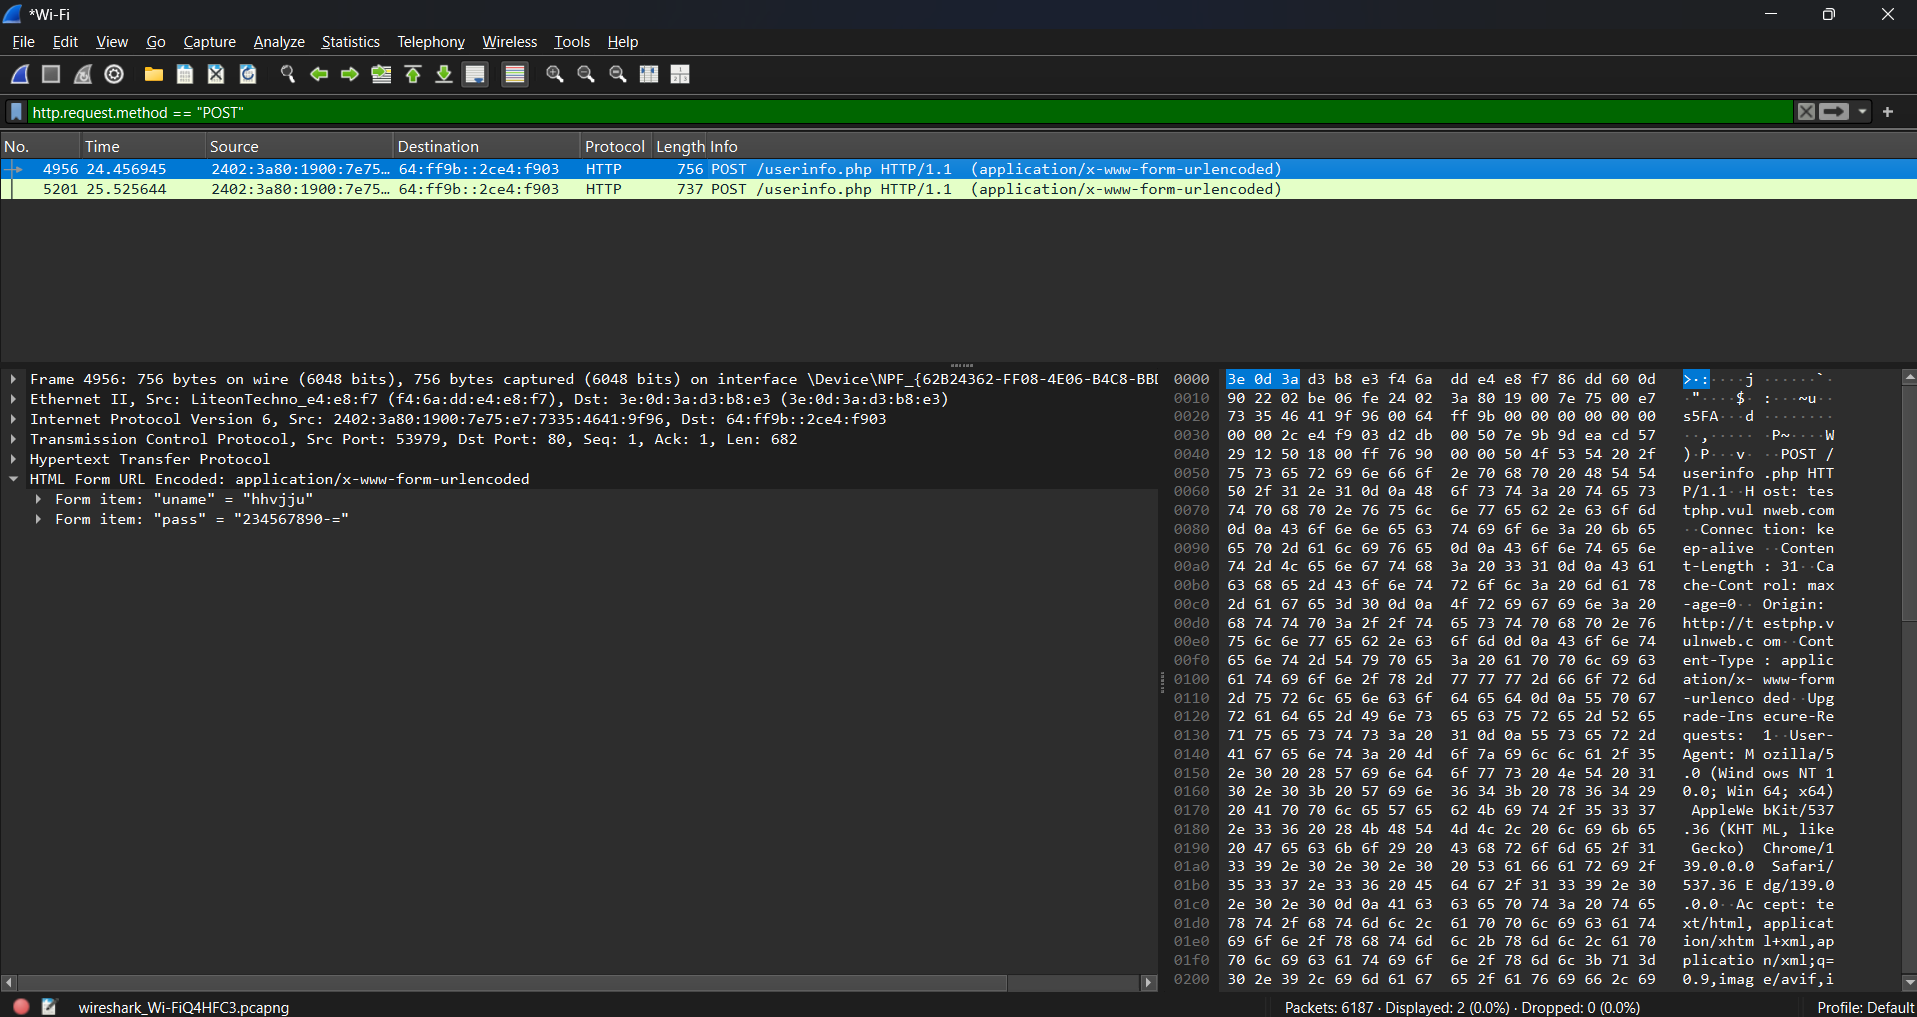 *Wi-Fi
File Edit View Go Capture Analyze Statistics Telephony Wireless Tools Help
http.request.method == "POST"
No. Time Source Destination Protocol Length Info
4956 24.456945 2402:3a80:1900:7e75… 64:ff9b::2ce4:f903 HTTP 756 POST /userinfo.php HTTP/1.1 (application/x-www-form-urlencoded)
5201 25.525644 2402:3a80:1900:7e75… 64:ff9b::2ce4:f903 HTTP 737 POST /userinfo.php HTTP/1.1 (application/x-www-form-urlencoded)
Frame 4956: 756 bytes on wire (6048 bits), 756 bytes captured (6048 bits) on interface \Device\NPF_{62B24362-FF08-4E06-B4C8-BB
Ethernet II, Src: LiteonTechno_e4:e8:f7 (f4:6a:dd:e4:e8:f7), Dst: 3e:0d:3a:d3:b8:e3 (3e:0d:3a:d3:b8:e3)
Internet Protocol Version 6, Src: 2402:3a80:1900:7e75:e7:7335:4641:9f96, Dst: 64:ff9b::2ce4:f903
Transmission Control Protocol, Src Port: 53979, Dst Port: 80, Seq: 1, Ack: 1, Len: 682
Hypertext Transfer Protocol
HTML Form URL Encoded: application/x-www-form-urlencoded
Form item: "uname" = "hhvjju"
Form item: "pass" = "234567890-="
0000 3e 0d 3a d3 b8 e3 f4 6a dd e4 e8 f7 86 dd 60 0d >·:····j ······`·
0010 90 22 02 be 06 fe 24 02 3a 80 19 00 7e 75 00 e7 ·"····$· :···~u··
0020 73 35 46 41 9f 96 00 64 ff 9b 00 00 00 00 00 00 s5FA···d ········
0030 00 00 2c e4 f9 03 d2 db 00 50 7e 9b 9d ea cd 57 ··,····· ·P~····W
0040 29 12 50 18 00 ff 76 90 00 00 50 4f 53 54 20 2f )·P···v· ··POST /
0050 75 73 65 72 69 6e 66 6f 2e 70 68 70 20 48 54 54 userinfo .php HTT
0060 50 2f 31 2e 31 0d 0a 48 6f 73 74 3a 20 74 65 73 P/1.1··H ost: tes
0070 74 70 68 70 2e 76 75 6c 6e 77 65 62 2e 63 6f 6d tphp.vul nweb.com
0080 0d 0a 43 6f 6e 6e 65 63 74 69 6f 6e 3a 20 6b 65 ··Connec tion: ke
0090 65 70 2d 61 6c 69 76 65 0d 0a 43 6f 6e 74 65 6e ep-alive ··Conten
00a0 74 2d 4c 65 6e 67 74 68 3a 20 33 31 0d 0a 43 61 t-Length : 31··Ca
00b0 63 68 65 2d 43 6f 6e 74 72 6f 6c 3a 20 6d 61 78 che-Cont rol: max
00c0 2d 61 67 65 3d 30 0d 0a 4f 72 69 67 69 6e 3a 20 -age=0·· Origin:
00d0 68 74 74 70 3a 2f 2f 74 65 73 74 70 68 70 2e 76 http://t estphp.v
00e0 75 6c 6e 77 65 62 2e 63 6f 6d 0d 0a 43 6f 6e 74 ulnweb.c om··Cont
00f0 65 6e 74 2d 54 79 70 65 3a 20 61 70 70 6c 69 63 ent-Type : applic
0100 61 74 69 6f 6e 2f 78 2d 77 77 77 2d 66 6f 72 6d ation/x- www-form
0110 2d 75 72 6c 65 6e 63 6f 64 65 64 0d 0a 55 70 67 -urlenco ded··Upg
0120 72 61 64 65 2d 49 6e 73 65 63 75 72 65 2d 52 65 rade-Ins ecure-Re
0130 71 75 65 73 74 73 3a 20 31 0d 0a 55 73 65 72 2d quests:  1··User-
0140 41 67 65 6e 74 3a 20 4d 6f 7a 69 6c 6c 61 2f 35 Agent: M ozilla/5
0150 2e 30 20 28 57 69 6e 64 6f 77 73 20 4e 54 20 31 .0 (Wind ows NT 1
0160 30 2e 30 3b 20 57 69 6e 36 34 3b 20 78 36 34 29 0.0; Win 64; x64)
0170 20 41 70 70 6c 65 57 65 62 4b 69 74 2f 35 33 37  AppleWe bKit/537
0180 2e 33 36 20 28 4b 48 54 4d 4c 2c 20 6c 69 6b 65 .36 (KHT ML, like
0190 20 47 65 63 6b 6f 29 20 43 68 72 6f 6d 65 2f 31  Gecko)  Chrome/1
01a0 33 39 2e 30 2e 30 2e 30 20 53 61 66 61 72 69 2f 39.0.0.0  Safari/
01b0 35 33 37 2e 33 36 20 45 64 67 2f 31 33 39 2e 30 537.36 E dg/139.0
01c0 2e 30 2e 30 0d 0a 41 63 63 65 70 74 3a 20 74 65 .0.0··Ac cept: te
01d0 78 74 2f 68 74 6d 6c 2c 61 70 70 6c 69 63 61 74 xt/html, applicat
01e0 69 6f 6e 2f 78 68 74 6d 6c 2b 78 6d 6c 2c 61 70 ion/xhtm l+xml,ap
01f0 70 6c 69 63 61 74 69 6f 6e 2f 78 6d 6c 3b 71 3d plicatio n/xml;q=
0200 30 2e 39 2c 69 6d 61 67 65 2f 61 76 69 66 2c 69 0.9,imag e/avif,i
wireshark_Wi-FiQ4HFC3.pcapng Packets: 6187 · Displayed: 2 (0.0%) · Dropped: 0 (0.0%) Profile: Default